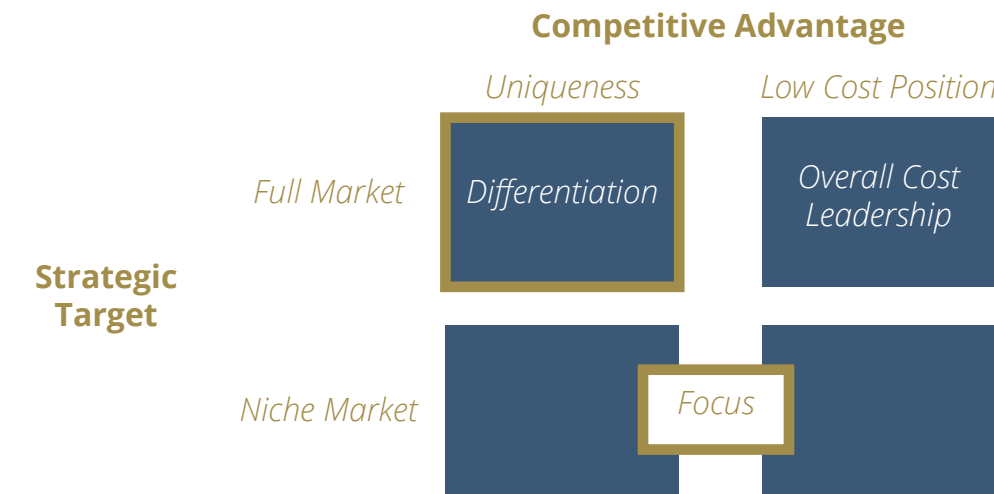 Competitive Advantage
Uniqueness
Low Cost Position
Full Market
Differentiation
Overall Cost
Leadership
Strategic
Target
Niche Market
Focus